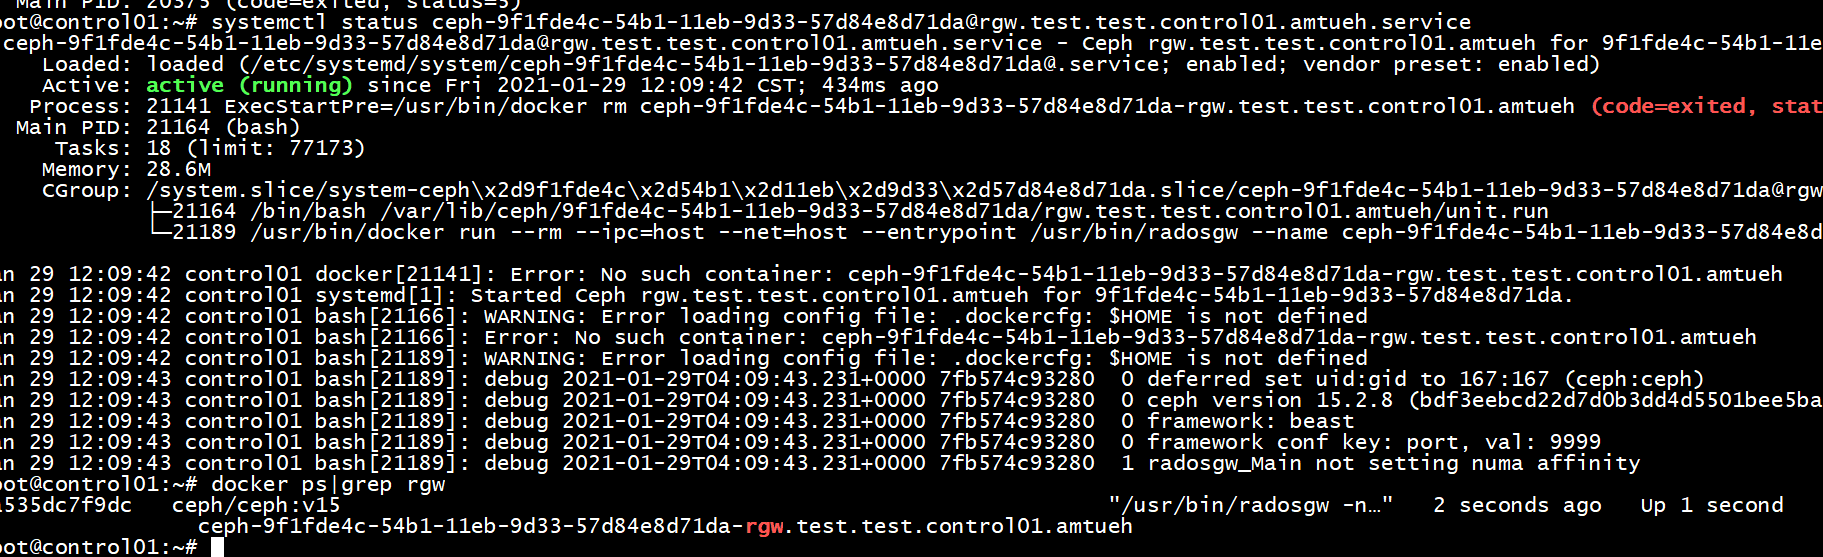 Main PID: 20375 (code=exited, status=5)
oot@control01:~# systemctl status ceph-9f1fde4c-54b1-11eb-9d33-57d84e8d71da@rgw.test.test.control01.amtueh.service
ceph-9f1fde4c-54b1-11eb-9d33-57d84e8d71da@rgw.test.test.control01.amtueh.service - Ceph rgw.test.test.control01.amtueh for 9f1fde4c-54b1-11e
Loaded: loaded (/etc/systemd/system/ceph-9f1fde4c-54b1-11eb-9d33-57d84e8d71da@.service; enabled; vendor preset: enabled)
Active: active (running) since Fri 2021-01-29 12:09:42 CST; 434ms ago
Process: 21141 ExecStartPre=/usr/bin/docker rm ceph-9f1fde4c-54b1-11eb-9d33-57d84e8d71da-rgw.test.test.control01.amtueh (code=exited, stat
Main PID: 21164 (bash)
Tasks: 18 (limit: 77173)
Memory: 28.6M
CGroup: /system.slice/system-ceph\x2d9f1fde4c\x2d54b1\x2d11eb\x2d9d33\x2d57d84e8d71da.slice/ceph-9f1fde4c-54b1-11eb-9d33-57d84e8d71da@rgw
├─21164 /bin/bash /var/lib/ceph/9f1fde4c-54b1-11eb-9d33-57d84e8d71da/rgw.test.test.control01.amtueh/unit.run
└─21189 /usr/bin/docker run --rm --ipc=host --net=host --entrypoint /usr/bin/radosgw --name ceph-9f1fde4c-54b1-11eb-9d33-57d84e8d
an 29 12:09:42 control01 docker[21141]: Error: No such container: ceph-9f1fde4c-54b1-11eb-9d33-57d84e8d71da-rgw.test.test.control01.amtueh
an 29 12:09:42 control01 systemd[1]: Started Ceph rgw.test.test.control01.amtueh for 9f1fde4c-54b1-11eb-9d33-57d84e8d71da.
an 29 12:09:42 control01 bash[21166]: WARNING: Error loading config file: .dockercfg: $HOME is not defined
an 29 12:09:42 control01 bash[21166]: Error: No such container: ceph-9f1fde4c-54b1-11eb-9d33-57d84e8d71da-rgw.test.test.control01.amtueh
an 29 12:09:42 control01 bash[21189]: WARNING: Error loading config file: .dockercfg: $HOME is not defined
an 29 12:09:43 control01 bash[21189]: debug 2021-01-29T04:09:43.231+0000 7fb574c93280  0 deferred set uid:gid to 167:167 (ceph:ceph)
an 29 12:09:43 control01 bash[21189]: debug 2021-01-29T04:09:43.231+0000 7fb574c93280  0 ceph version 15.2.8 (bdf3eebcd22d7d0b3dd4d5501bee5ba
an 29 12:09:43 control01 bash[21189]: debug 2021-01-29T04:09:43.231+0000 7fb574c93280  0 framework: beast
an 29 12:09:43 control01 bash[21189]: debug 2021-01-29T04:09:43.231+0000 7fb574c93280  0 framework conf key: port, val: 9999
an 29 12:09:43 control01 bash[21189]: debug 2021-01-29T04:09:43.231+0000 7fb574c93280  1 radosgw_Main not setting numa affinity
oot@control01:~# docker ps|grep rgw
535dc7f9dc   ceph/ceph:v15   "/usr/bin/radosgw -n…"   2 seconds ago   Up 1 second
ceph-9f1fde4c-54b1-11eb-9d33-57d84e8d71da-rgw.test.test.control01.amtueh
oot@control01:~#